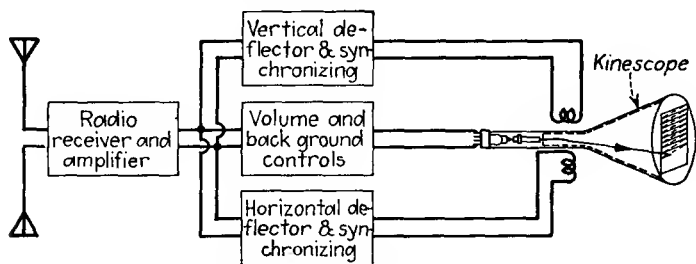 Vertical de-
flector & syn-
chronizing
Kinescope
Radio
receiver and
amplifier
Volume and
back ground
controls
Horizontal de-
flector & syn-
chronizing